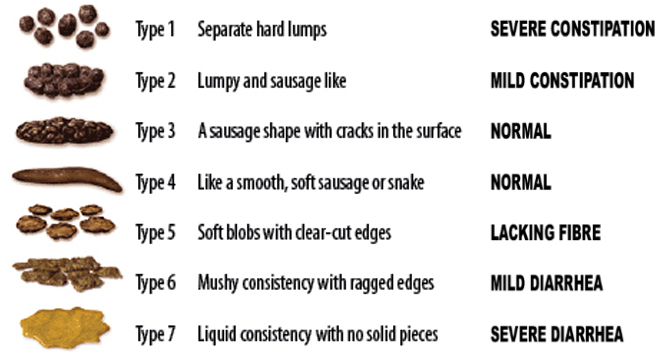 Type 1 Separate hard lumps SEVERE CONSTIPATION
Type 2 Lumpy and sausage like MILD CONSTIPATION
Type 3 A sausage shape with cracks in the surface NORMAL
Type 4 Like a smooth, soft sausage or snake NORMAL
Type 5 Soft blobs with clear-cut edges LACKING FIBRE
Type 6 Mushy consistency with ragged edges MILD DIARRHEA
Type 7 Liquid consistency with no solid pieces SEVERE DIARRHEA